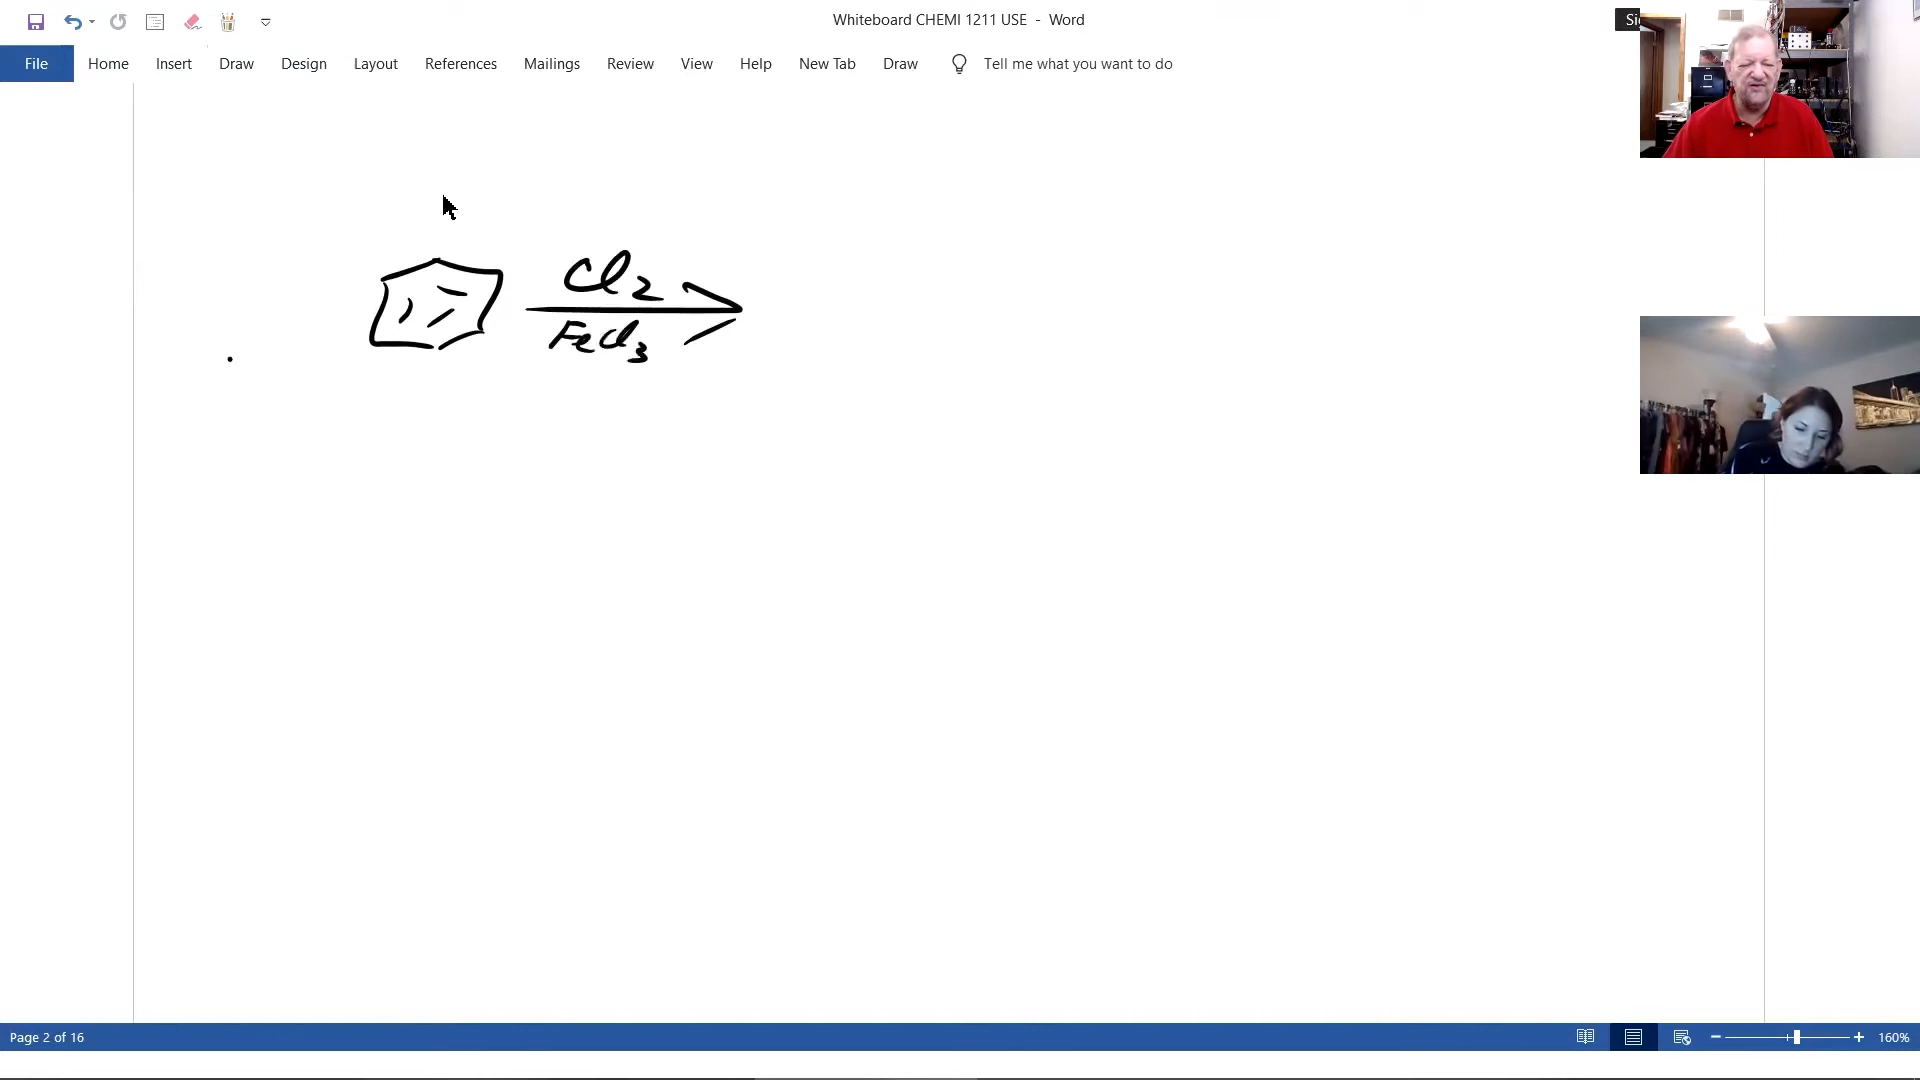 Whiteboard CHEMI 1211 USE - Word
File Home Insert Draw Design Layout References Mailings Review View Help New Tab Draw Tell me what you want to do
Cl2
FeCl3
Page 2 of 16
160%